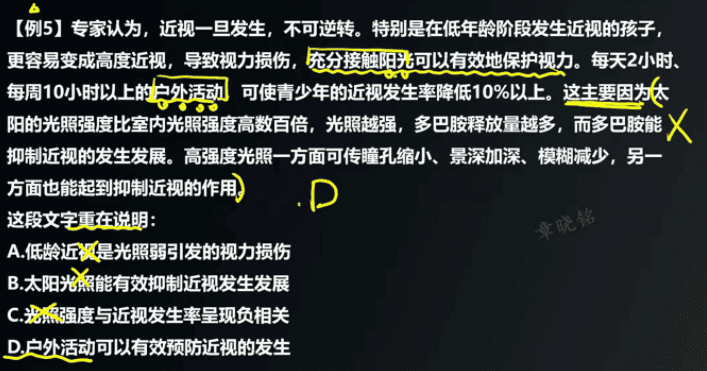 6
【例5】专家认为，近视一旦发生，不可逆转。特别是在低年龄阶段发生近视的孩子，
更容易变成高度近视，导致视力损伤，充分接触阳光可以有效地保护视力。每天2小时、
每周10小时以上的户外活动，可使青少年的近视发生率降低10%以上。这主要因为太
阳的光照强度比室内光照强度高数百倍，光照越强，多巴胺释放量越多，而多巴胺能
抑制近视的发生发展。高强度光照一方面可传瞳孔缩小、景深加深、模糊减少，另一
方面也能起到抑制近视的作用。
D
这段文字重在说明：
章晓铭
A.低龄近视是光照弱引发的视力损伤
B.太阳光照能有效抑制近视发生发展
C.光照强度与近视发生率呈现负相关
D.户外活动可以有效预防近视的发生